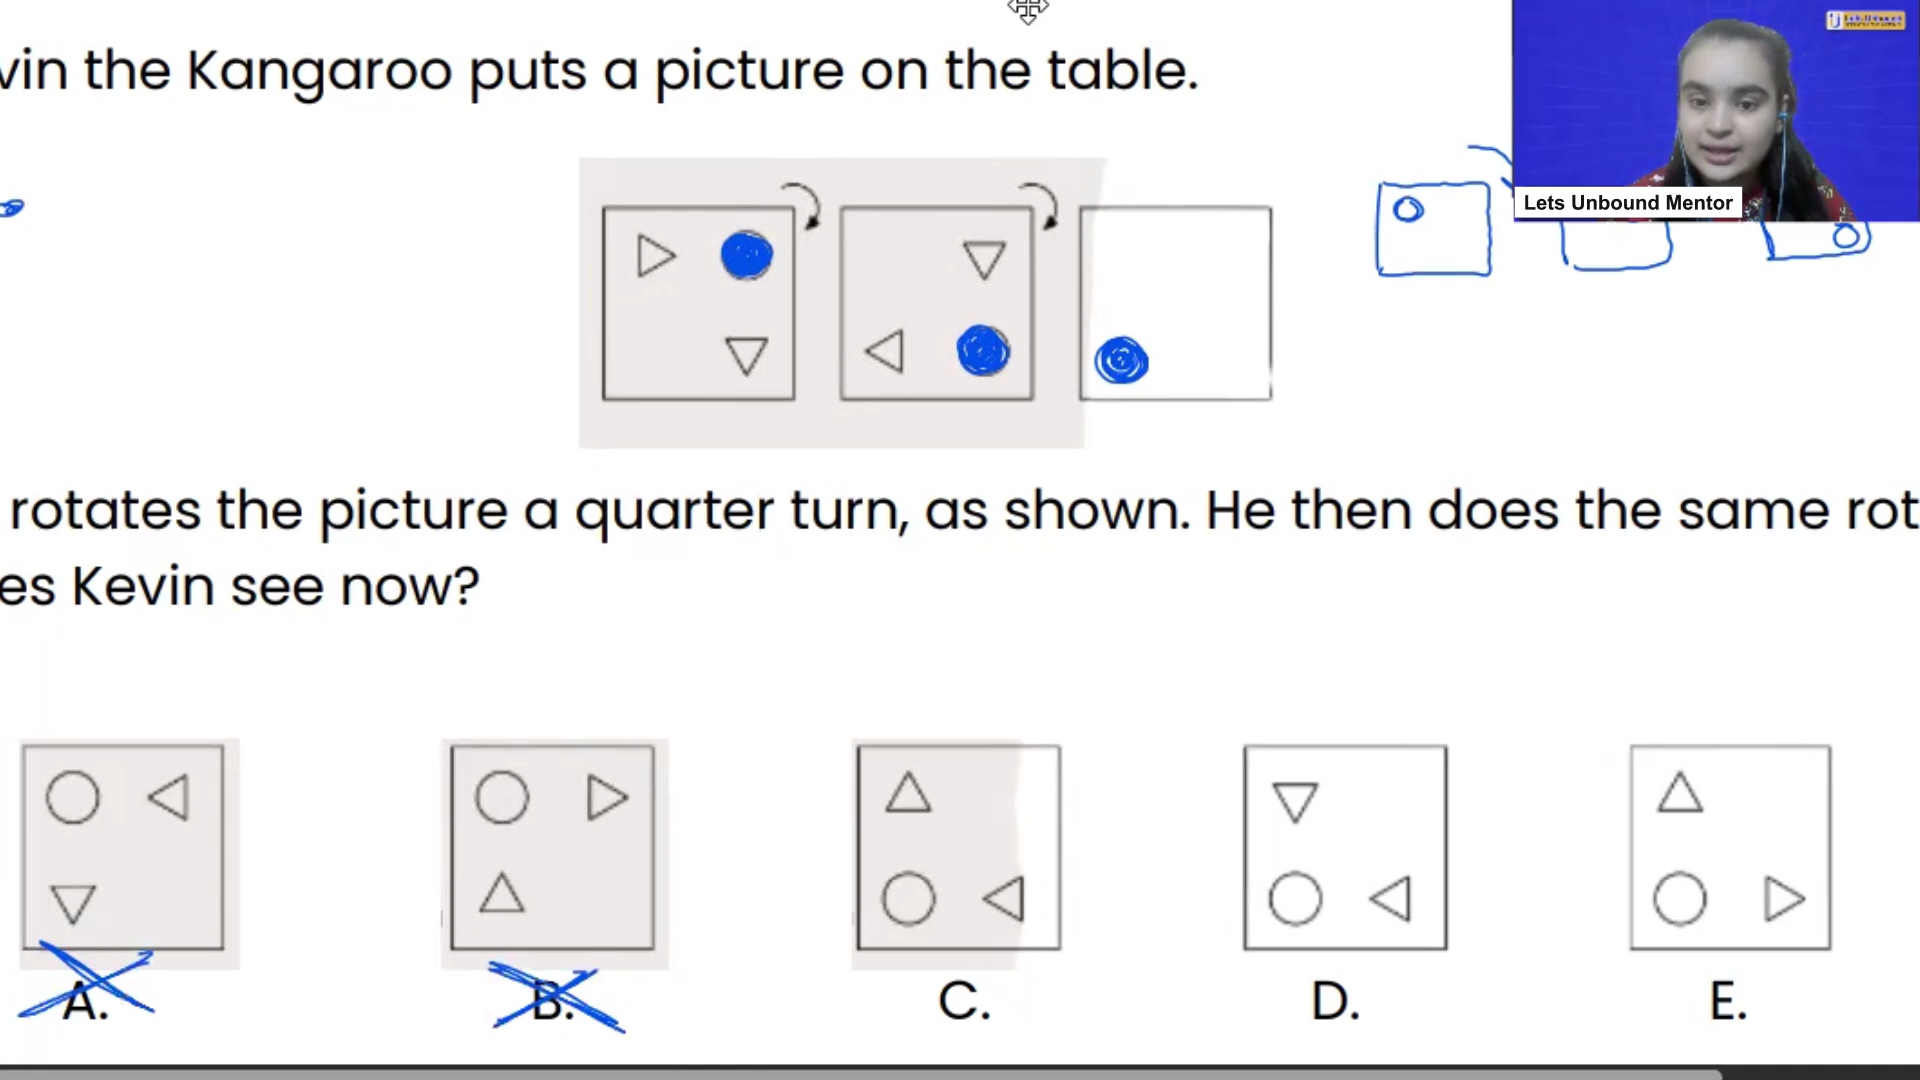 vin the Kangaroo puts a picture on the table.
Lets Unbound Mentor
rotates the picture a quarter turn, as shown. He then does the same rot
es Kevin see now?
A.
B.
C.
D.
E.